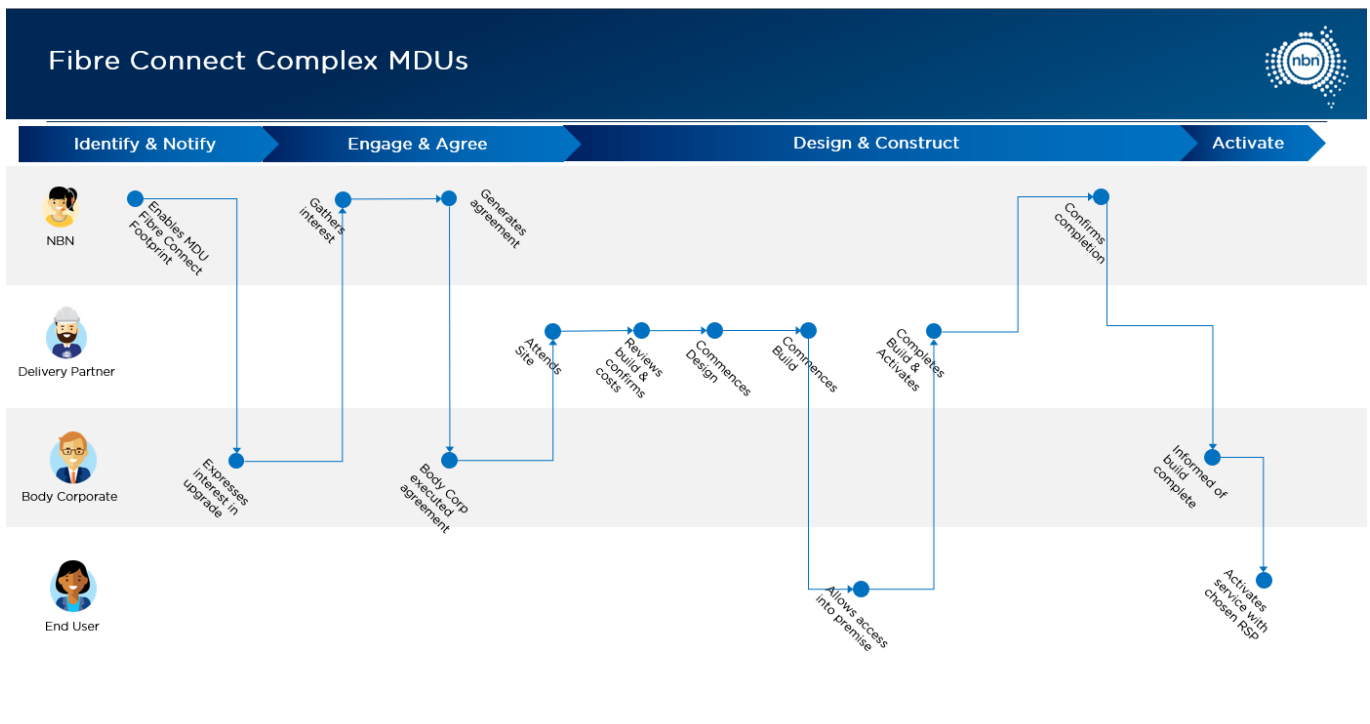 Fibre Connect Complex MDUs
nbn
Identify & Notify
Engage & Agree
Design & Construct
Activate
NBN
Enables MDU
Fibre Connect
Footprint
Gathers
interest
Generates
agreement
Delivery Partner
Attends
Site
Reviews
build &
confirms
costs
Commences
Design
Commences
Build
Completes
Build &
Activates
Confirms
completion
Body Corporate
Expresses
interest in
upgrade
Body Corp
executed
agreement
Informed of
build
complete
End User
Allows access
into premise
Activates
service with
chosen RSP